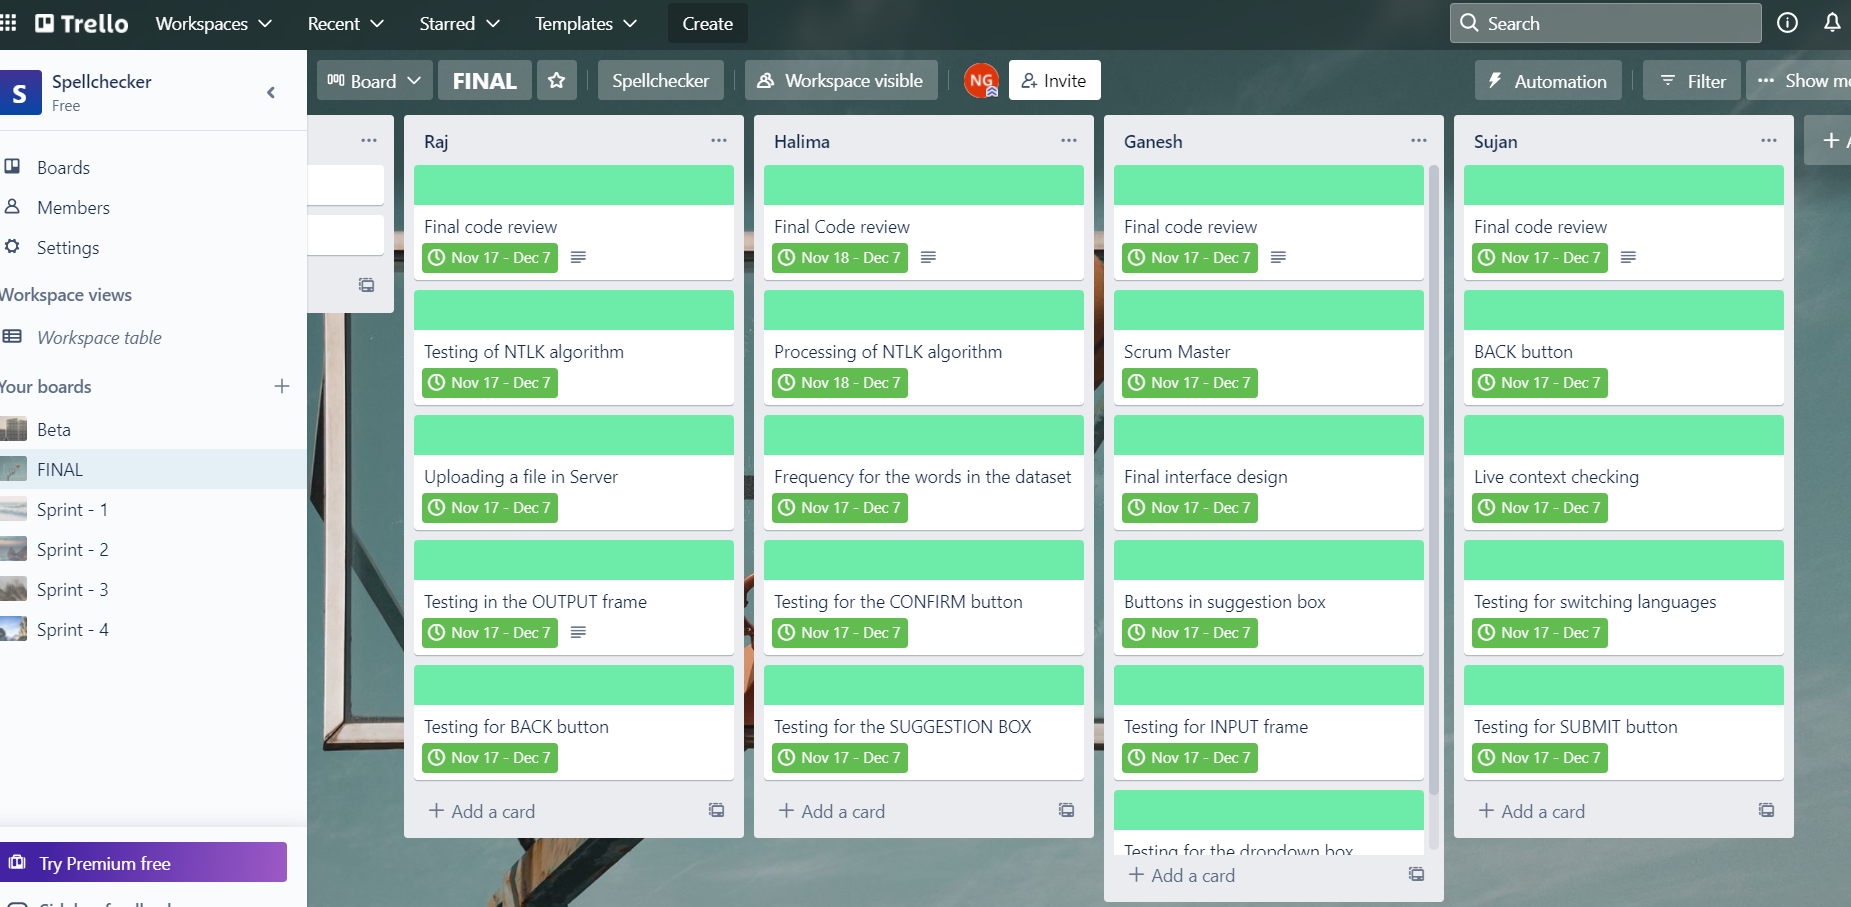 Trello
Workspaces
Recent
Starred
Templates
Create
Search
S
Spellchecker
Free
Board
FINAL
Spellchecker
Workspace visible
NG
Invite
Automation
Filter
Show
Boards
Members
Settings
Workspace views
Workspace table
Your boards
Beta
FINAL
Sprint - 1
Sprint - 2
Sprint - 3
Sprint - 4
Try Premium free
Raj
Final code review
Nov 17 - Dec 7
Testing of NTLK algorithm
Nov 17 - Dec 7
Uploading a file in Server
Nov 17 - Dec 7
Testing in the OUTPUT frame
Nov 17 - Dec 7
Testing for BACK button
Nov 17 - Dec 7
+ Add a card
Halima
Final Code review
Nov 18 - Dec 7
Processing of NTLK algorithm
Nov 18 - Dec 7
Frequency for the words in the dataset
Nov 17 - Dec 7
Testing for the CONFIRM button
Nov 17 - Dec 7
Testing for the SUGGESTION BOX
Nov 17 - Dec 7
+ Add a card
Ganesh
Final code review
Nov 17 - Dec 7
Scrum Master
Nov 17 - Dec 7
Final interface design
Nov 17 - Dec 7
Buttons in suggestion box
Nov 17 - Dec 7
Testing for INPUT frame
Nov 17 - Dec 7
Testing for the dropdown box
+ Add a card
Sujan
Final code review
Nov 17 - Dec 7
BACK button
Nov 17 - Dec 7
Live context checking
Nov 17 - Dec 7
Testing for switching languages
Nov 17 - Dec 7
Testing for SUBMIT button
Nov 17 - Dec 7
+ Add a card